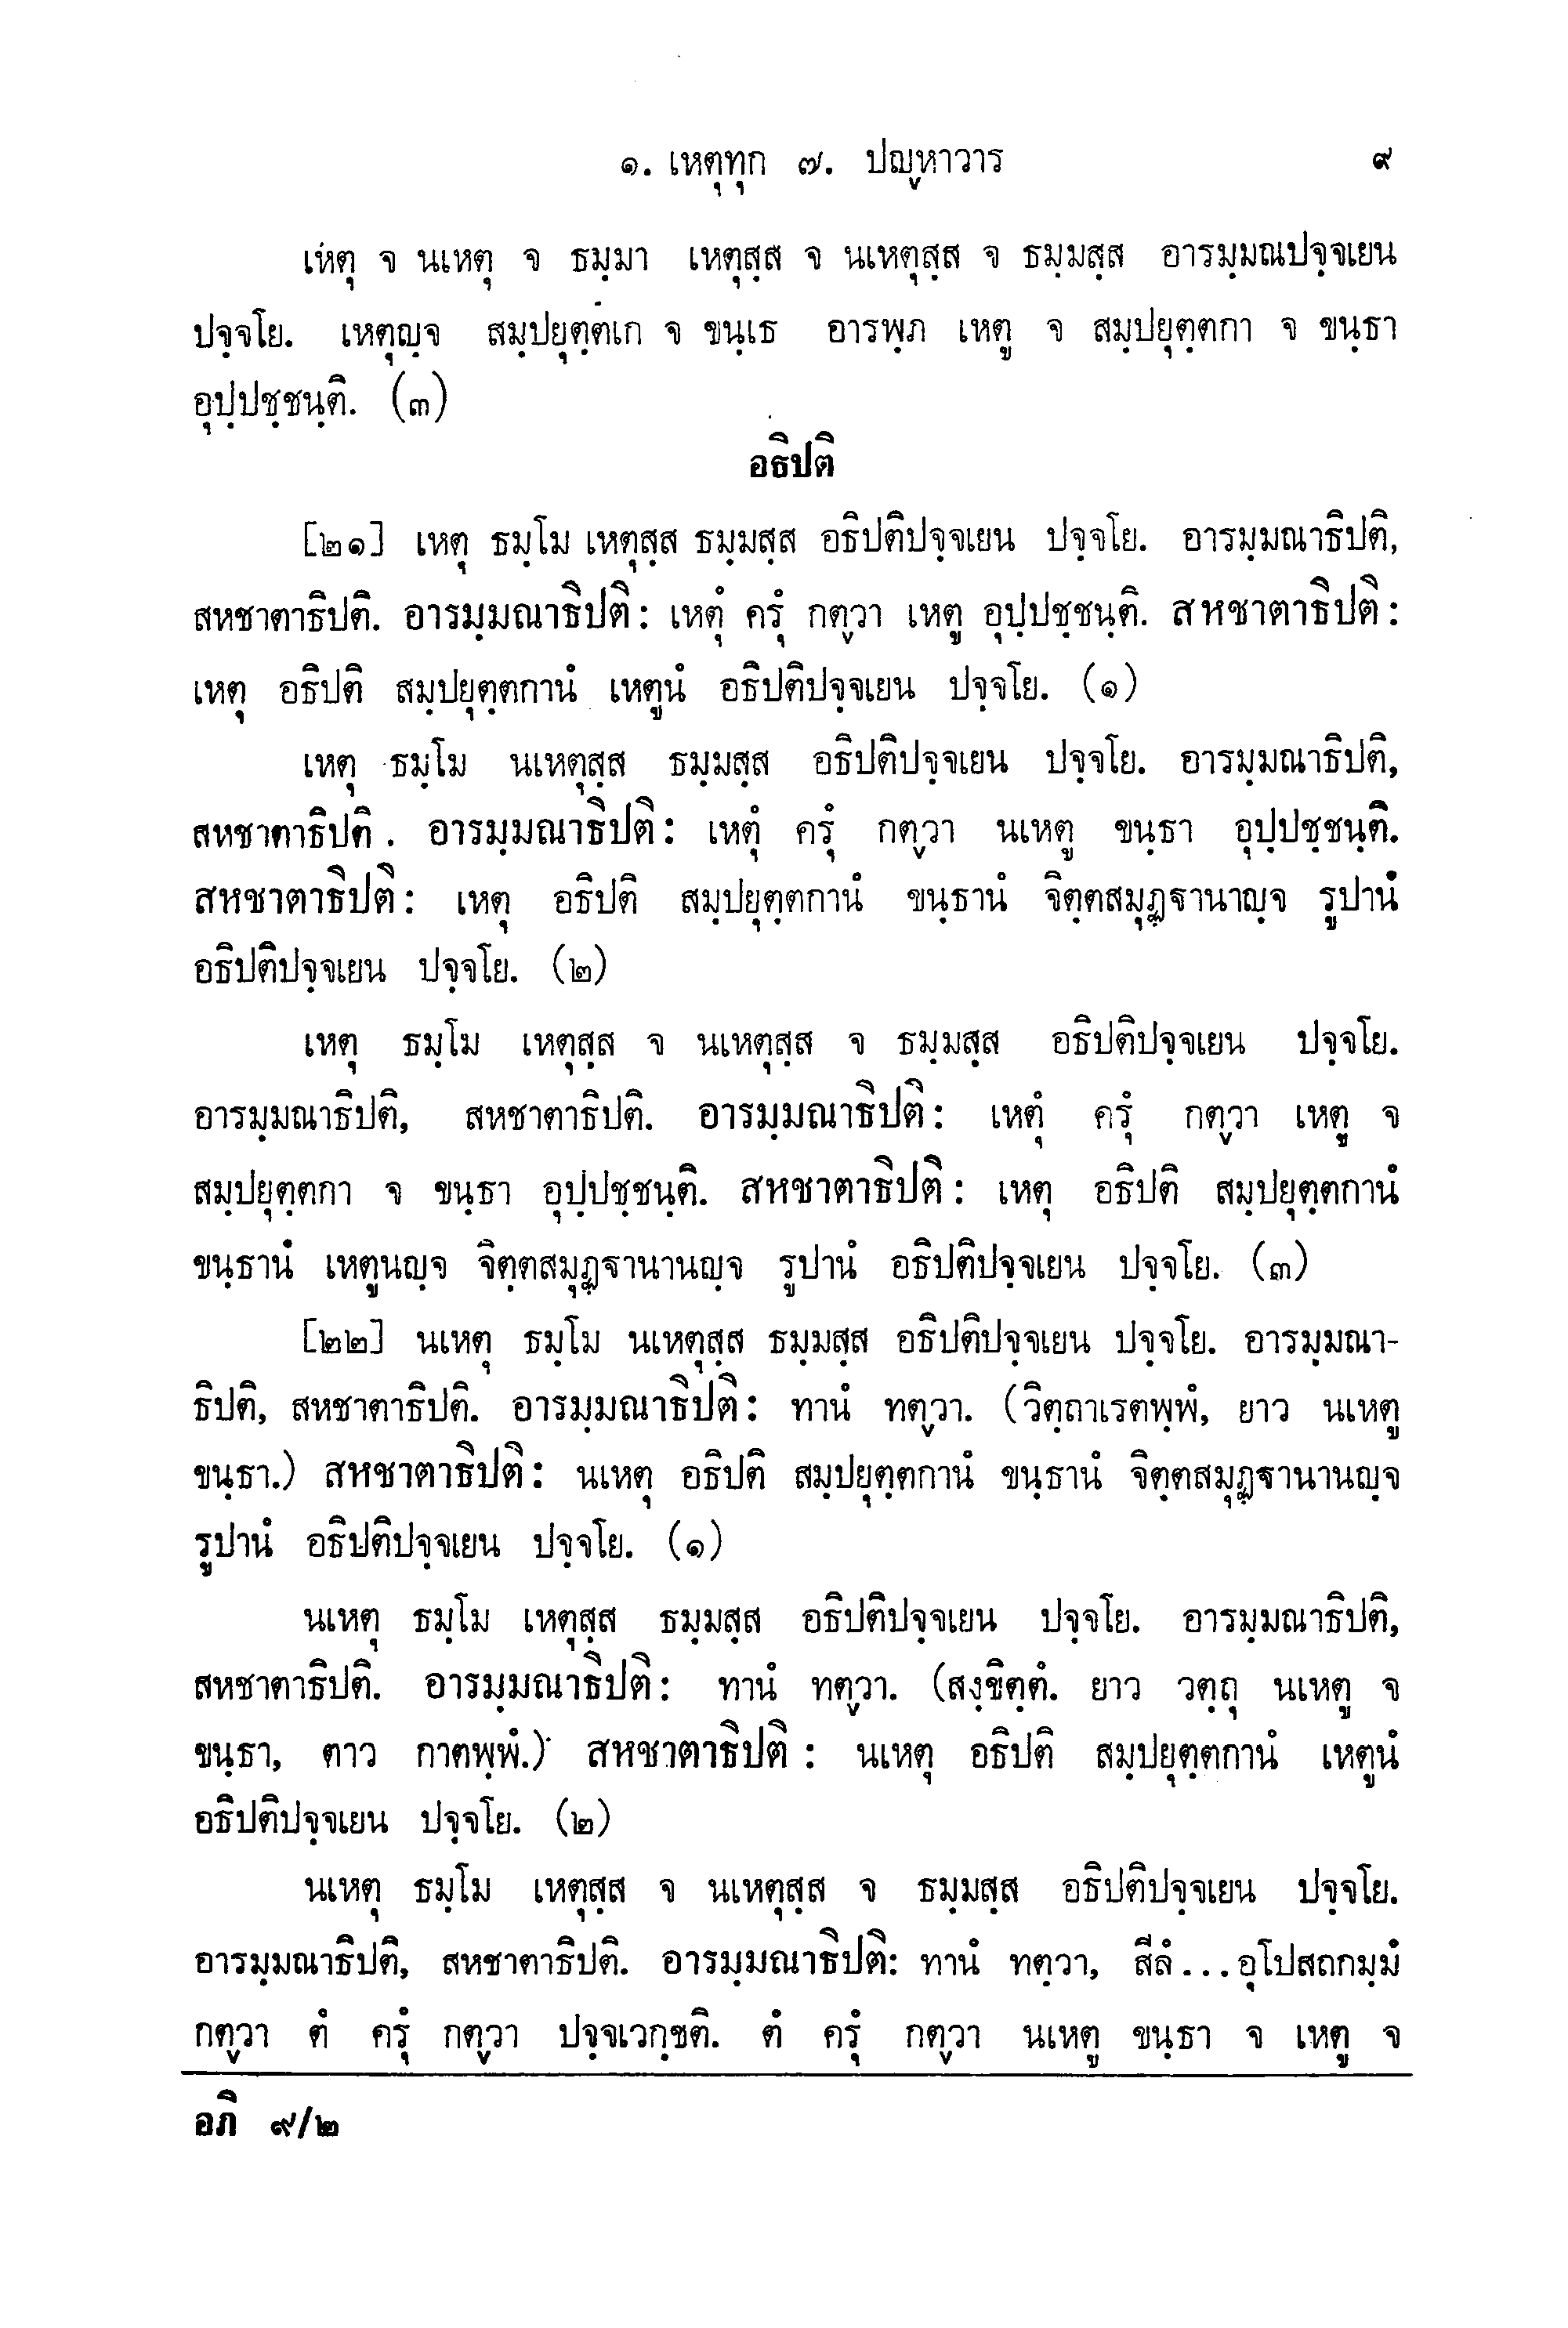 ๑. เหตุทุก ๗. ปญฺหาวาร ๙
เหตุ จ นเหตุ จ ธมฺมา เหตุสฺส จ นเหตุสฺส จ ธมฺมสฺส อารมฺมณปจฺจเยน
ปจฺจโย. เหตุญฺจ สมฺปยุตฺตเก จ ขนฺเธ อารพฺภ เหตู จ สมฺปยุตฺตกา จ ขนฺธา
อุปฺปชฺชนฺติ. (๓)
อธิปติ
[๒๑] เหตุ ธมฺโม เหตุสฺส ธมฺมสฺส อธิปติปจฺจเยน ปจฺจโย. อารมฺมณาธิปติ,
สหชาตาธิปติ. อารมฺมณาธิปติ: เหตุํ ครุํ กตฺวา เหตู อุปฺปชฺชนฺติ. สหชาตาธิปติ:
เหตุ อธิปติ สมฺปยุตฺตกานํ เหตูนํ อธิปติปจฺจเยน ปจฺจโย. (๑)
เหตุ ธมฺโม นเหตุสฺส ธมฺมสฺส อธิปติปจฺจเยน ปจฺจโย. อารมฺมณาธิปติ,
สหชาตาธิปติ. อารมฺมณาธิปติ: เหตุํ ครุํ กตฺวา นเหตู ขนฺธา อุปฺปชฺชนฺติ.
สหชาตาธิปติ: เหตุ อธิปติ สมฺปยุตฺตกานํ ขนฺธานํ จิตฺตสมุฏฺฐานาญฺจ รูปานํ
อธิปติปจฺจเยน ปจฺจโย. (๒)
เหตุ ธมฺโม เหตุสฺส จ นเหตุสฺส จ ธมฺมสฺส อธิปติปจฺจเยน ปจฺจโย.
อารมฺมณาธิปติ, สหชาตาธิปติ. อารมฺมณาธิปติ: เหตุํ ครุํ กตฺวา เหตู จ
สมฺปยุตฺตกา จ ขนฺธา อุปฺปชฺชนฺติ. สหชาตาธิปติ: เหตุ อธิปติ สมฺปยุตฺตกานํ
ขนฺธานํ เหตูนญฺจ จิตฺตสมุฏฺฐานานญฺจ รูปานํ อธิปติปจฺจเยน ปจฺจโย. (๓)
[๒๒] นเหตุ ธมฺโม นเหตุสฺส ธมฺมสฺส อธิปติปจฺจเยน ปจฺจโย. อารมฺมณา-
ธิปติ, สหชาตาธิปติ. อารมฺมณาธิปติ: ทานํ ทตฺวา. (วิตฺถาเรตพฺพํ, ยาว นเหตู
ขนฺธา.) สหชาตาธิปติ: นเหตุ อธิปติ สมฺปยุตฺตกานํ ขนฺธานํ จิตฺตสมุฏฺฐานานญฺจ
รูปานํ อธิปติปจฺจเยน ปจฺจโย. (๑)
นเหตุ ธมฺโม เหตุสฺส ธมฺมสฺส อธิปติปจฺจเยน ปจฺจโย. อารมฺมณาธิปติ,
สหชาตาธิปติ. อารมฺมณาธิปติ: ทานํ ทตฺวา. (สงฺขิตฺตํ. ยาว วตฺถุ นเหตู จ
ขนฺธา, ตาว กาตพฺพํ.) สหชาตาธิปติ: นเหตุ อธิปติ สมฺปยุตฺตกานํ เหตูนํ
อธิปติปจฺจเยน ปจฺจโย. (๒)
นเหตุ ธมฺโม เหตุสฺส จ นเหตุสฺส จ ธมฺมสฺส อธิปติปจฺจเยน ปจฺจโย.
อารมฺมณาธิปติ, สหชาตาธิปติ. อารมฺมณาธิปติ: ทานํ ทตฺวา, สีลํ...อุโปสถกมฺมํ
กตฺวา ตํ ครุํ กตฺวา ปจฺจเวกฺขติ. ตํ ครุํ กตฺวา นเหตู ขนฺธา จ เหตู จ
อภิ ๙/๒